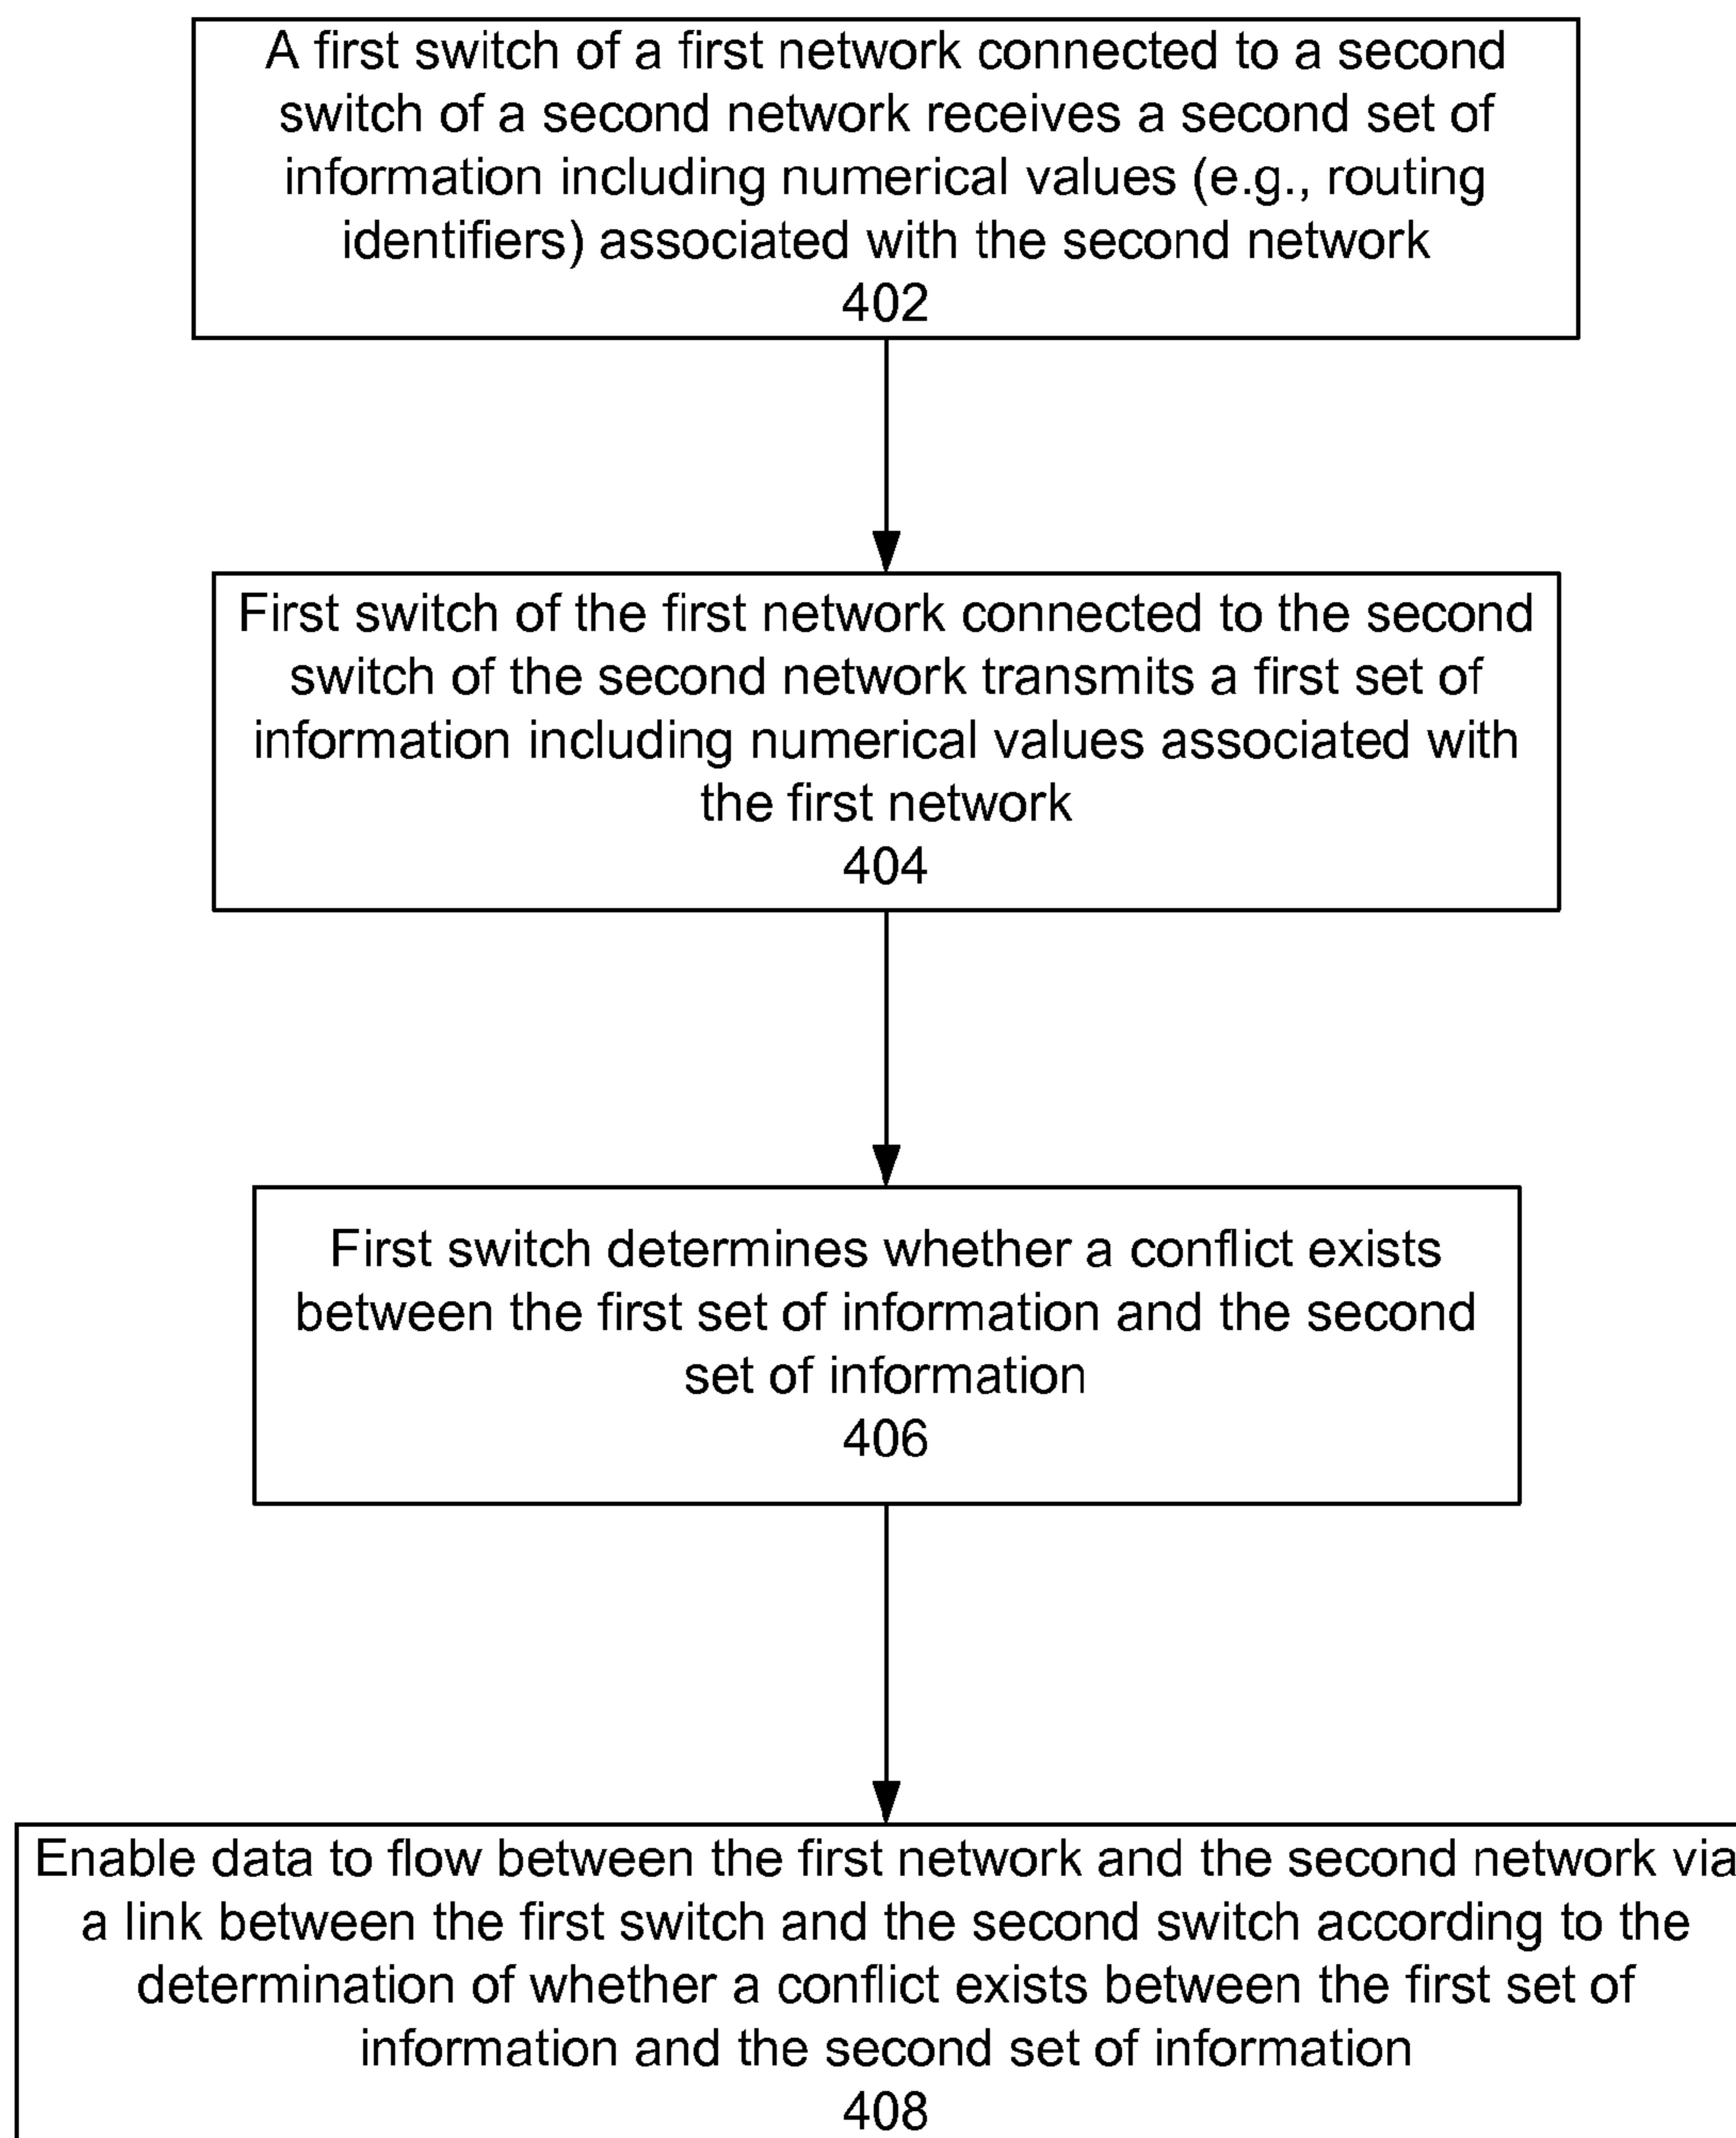 A first switch of a first network connected to a second
switch of a second network receives a second set of
information including numerical values (e.g., routing
identifiers) associated with the second network
402
First switch of the first network connected to the second
switch of the second network transmits a first set of
information including numerical values associated with
the first network
404
First switch determines whether a conflict exists
between the first set of information and the second
set of information
406
Enable data to flow between the first network and the second network via
a link between the first switch and the second switch according to the
determination of whether a conflict exists between the first set of
information and the second set of information
408